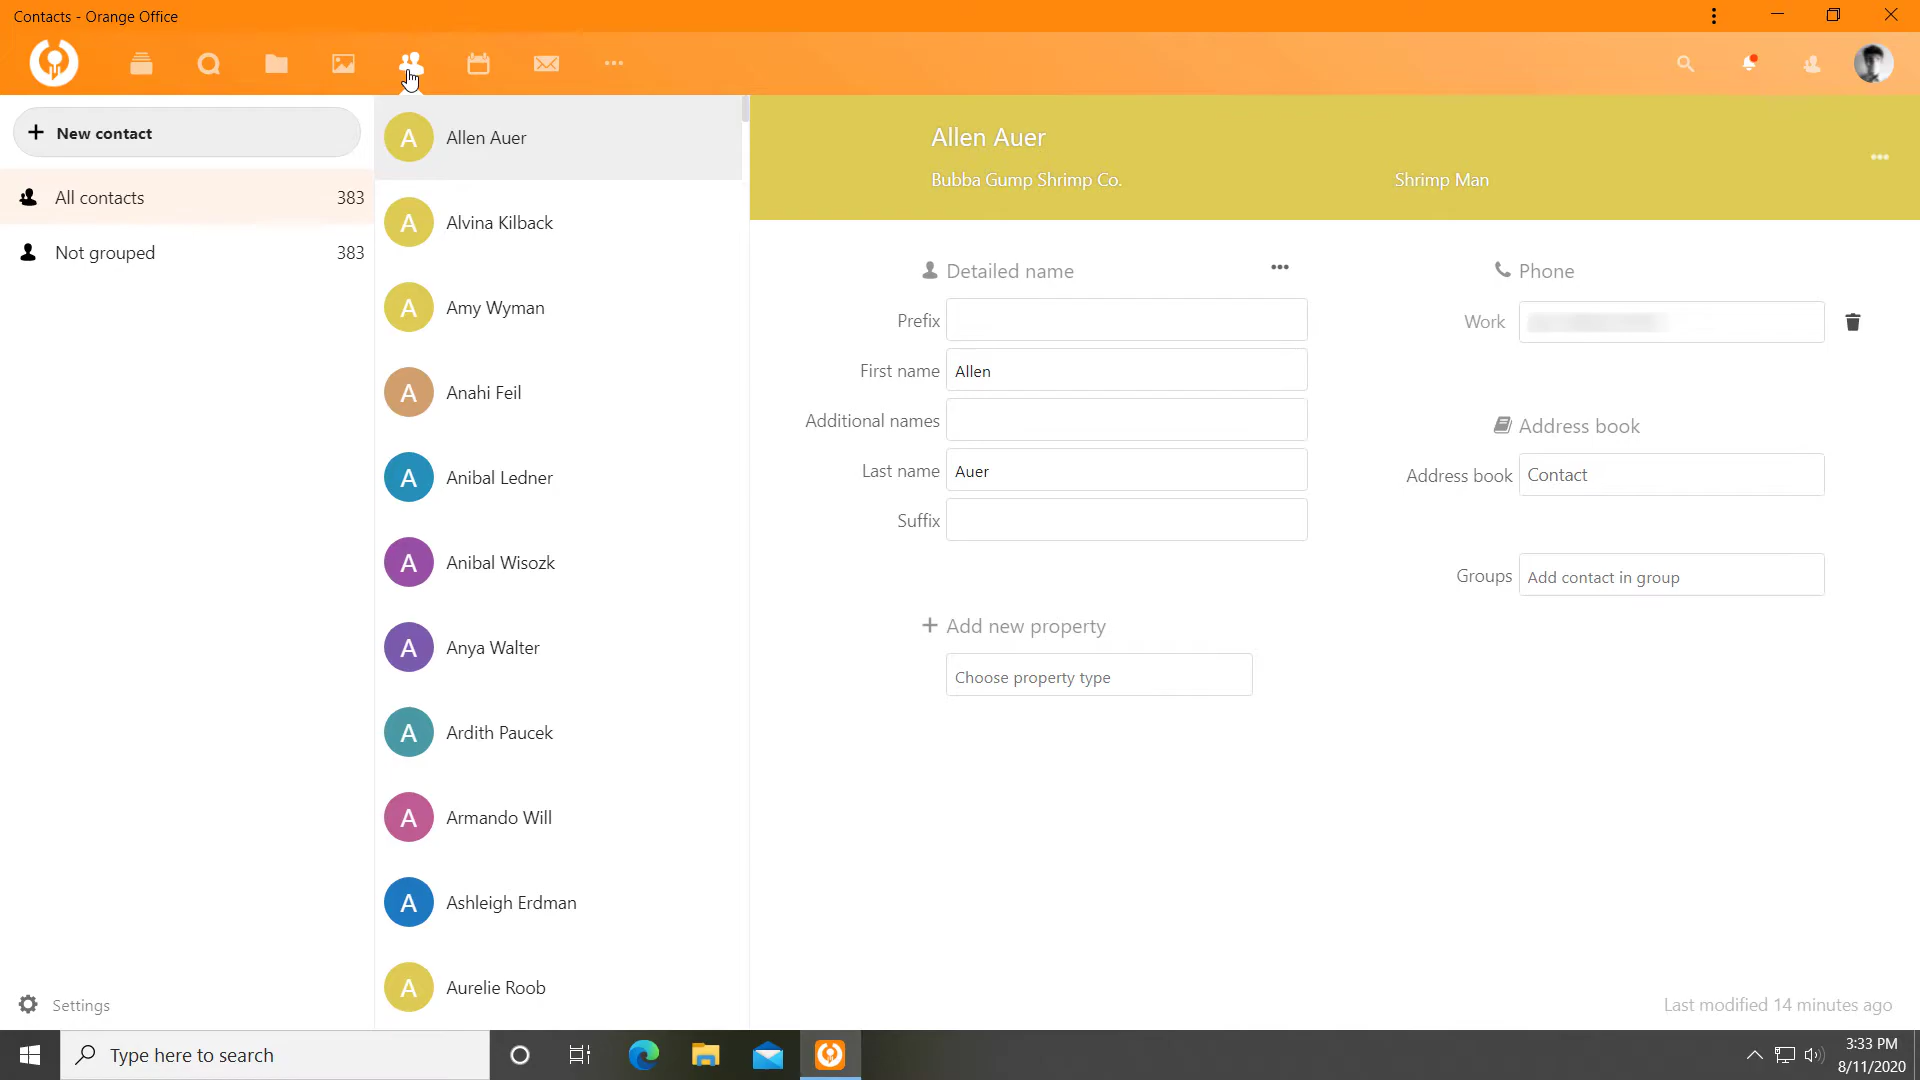 Contacts - Orange Office
New contact
All contacts 383
Not grouped 383
Settings
A Allen Auer
A Alvina Kilback
A Amy Wyman
A Anahi Feil
A Anibal Ledner
A Anibal Wisozk
A Anya Walter
A Ardith Paucek
A Armando Will
A Ashleigh Erdman
A Aurelie Roob
Allen Auer
Bubba Gump Shrimp Co. Shrimp Man
Detailed name
Prefix
First name Allen
Additional names
Last name Auer
Suffix
Add new property
Choose property type
Phone
Work
Address book
Address book Contact
Groups Add contact in group
Last modified 14 minutes ago
Type here to search
3:33 PM
8/11/2020